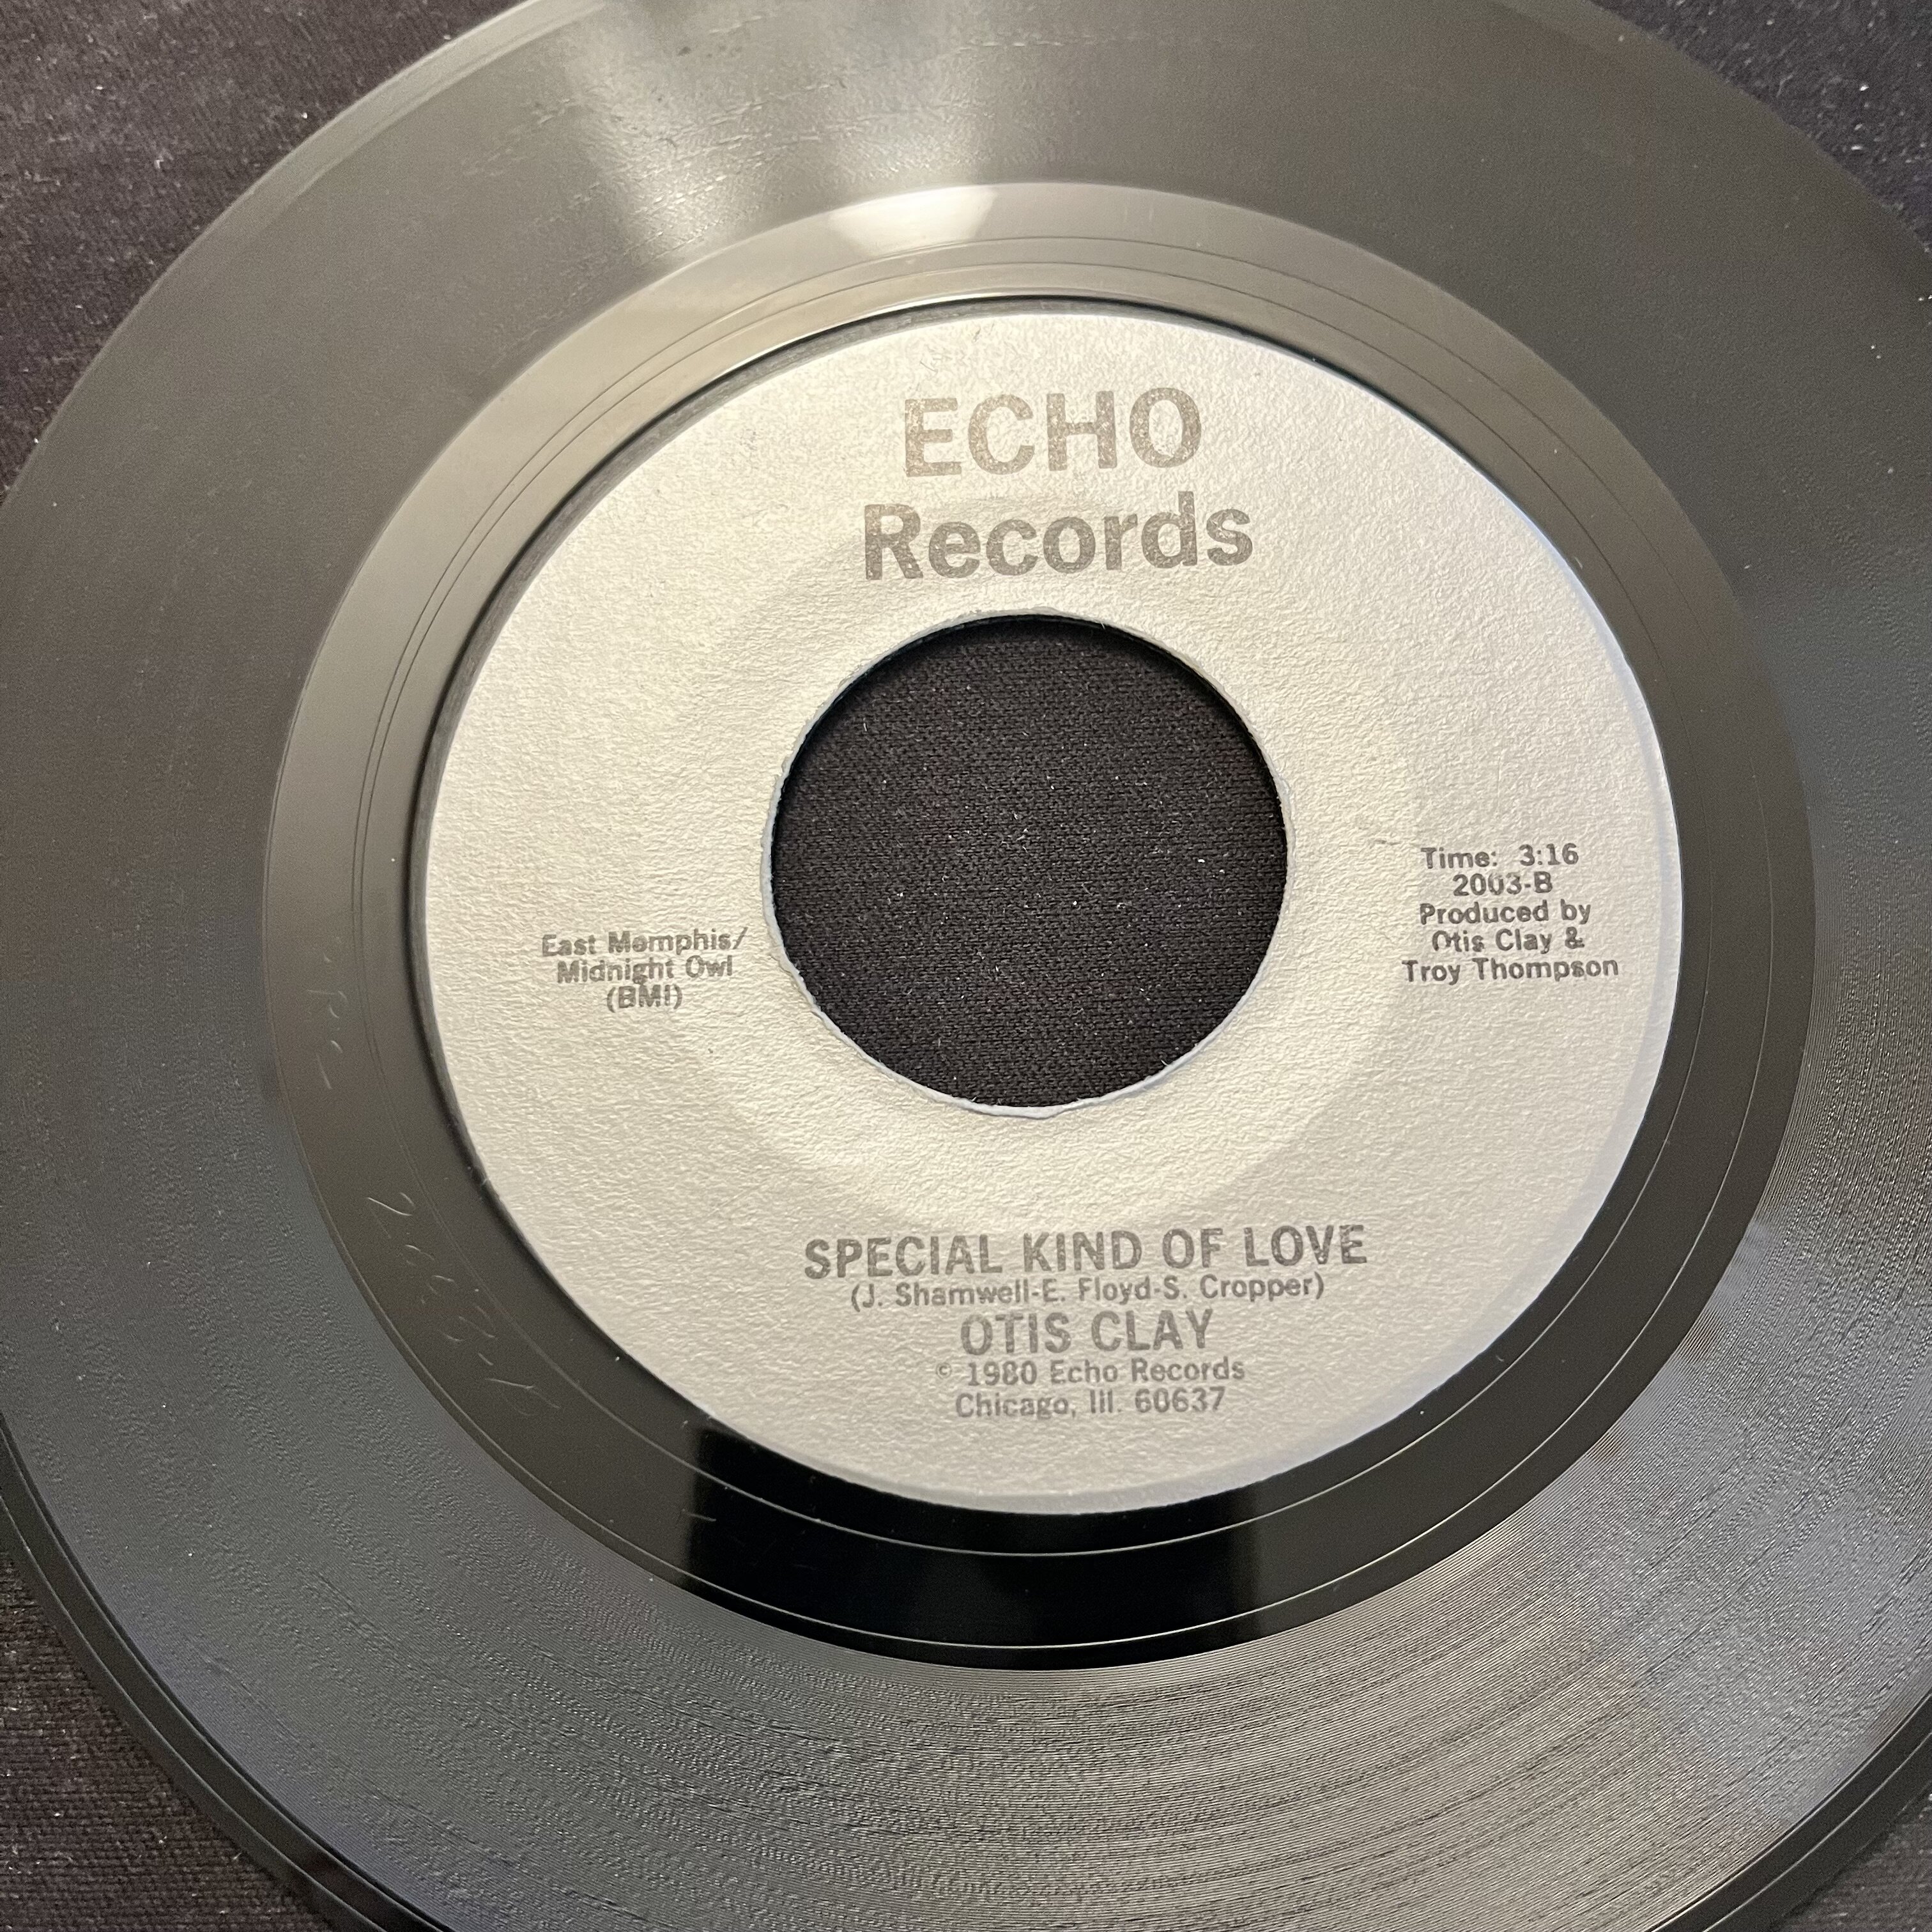 ECHO
Records
East Memphis/
Midnight Owl
(BMI)
Time: 3:16
2003-B
Produced by
Otis Clay &
Troy Thompson
SPECIAL KIND OF LOVE
(J. Shamwell-E. Floyd-S. Cropper)
OTIS CLAY
© 1980 Echo Records
Chicago, Ill. 60637